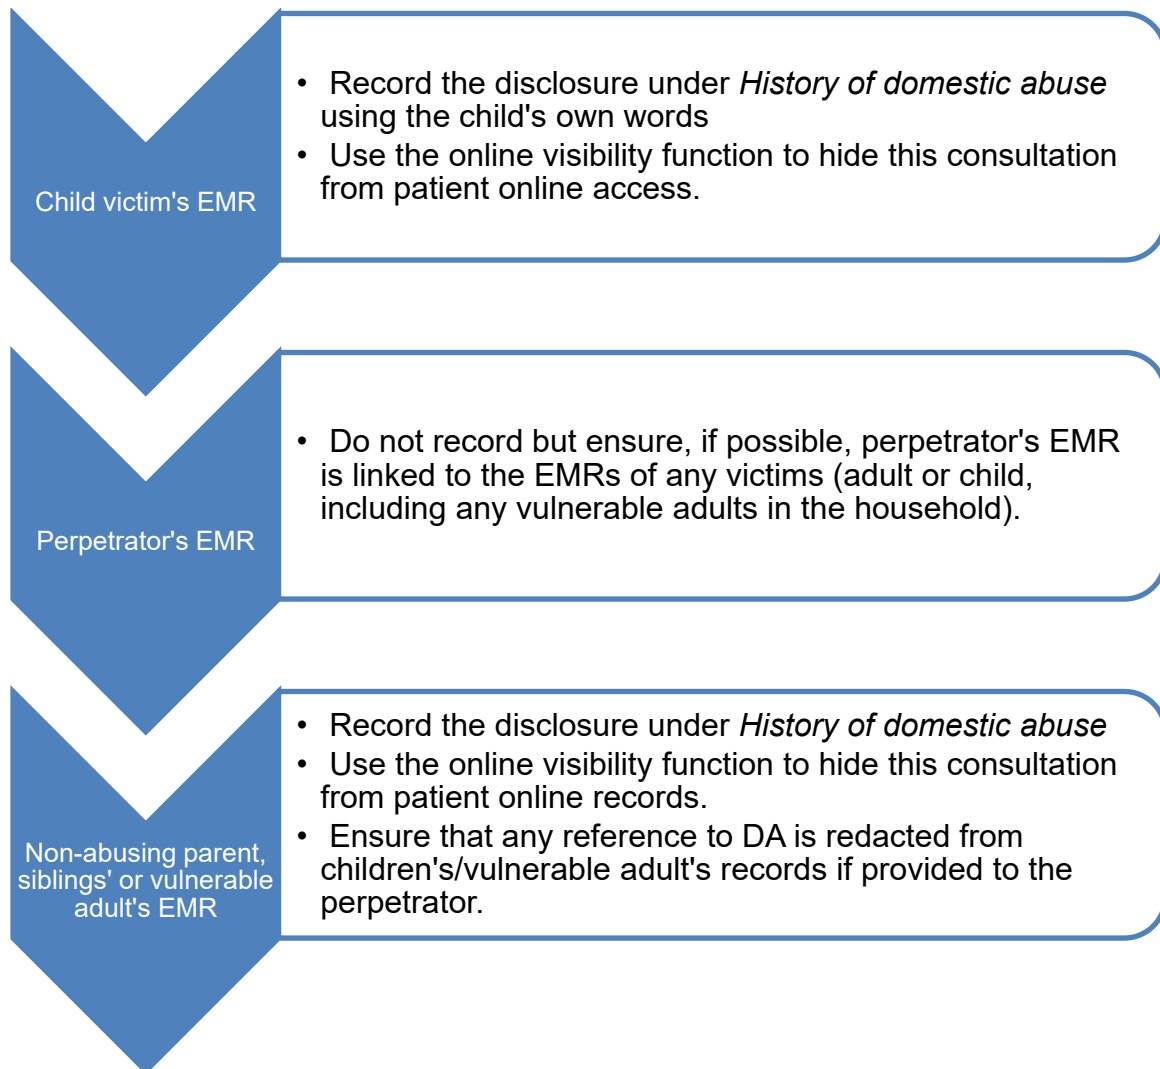 Child victim's EMR
• Record the disclosure under History of domestic abuse
using the child's own words
• Use the online visibility function to hide this consultation
from patient online access.
Perpetrator's EMR
• Do not record but ensure, if possible, perpetrator's EMR
is linked to the EMRs of any victims (adult or child,
including any vulnerable adults in the household).
Non-abusing parent,
siblings' or vulnerable
adult's EMR
• Record the disclosure under History of domestic abuse
• Use the online visibility function to hide this consultation
from patient online records.
• Ensure that any reference to DA is redacted from
children's/vulnerable adult's records if provided to the
perpetrator.